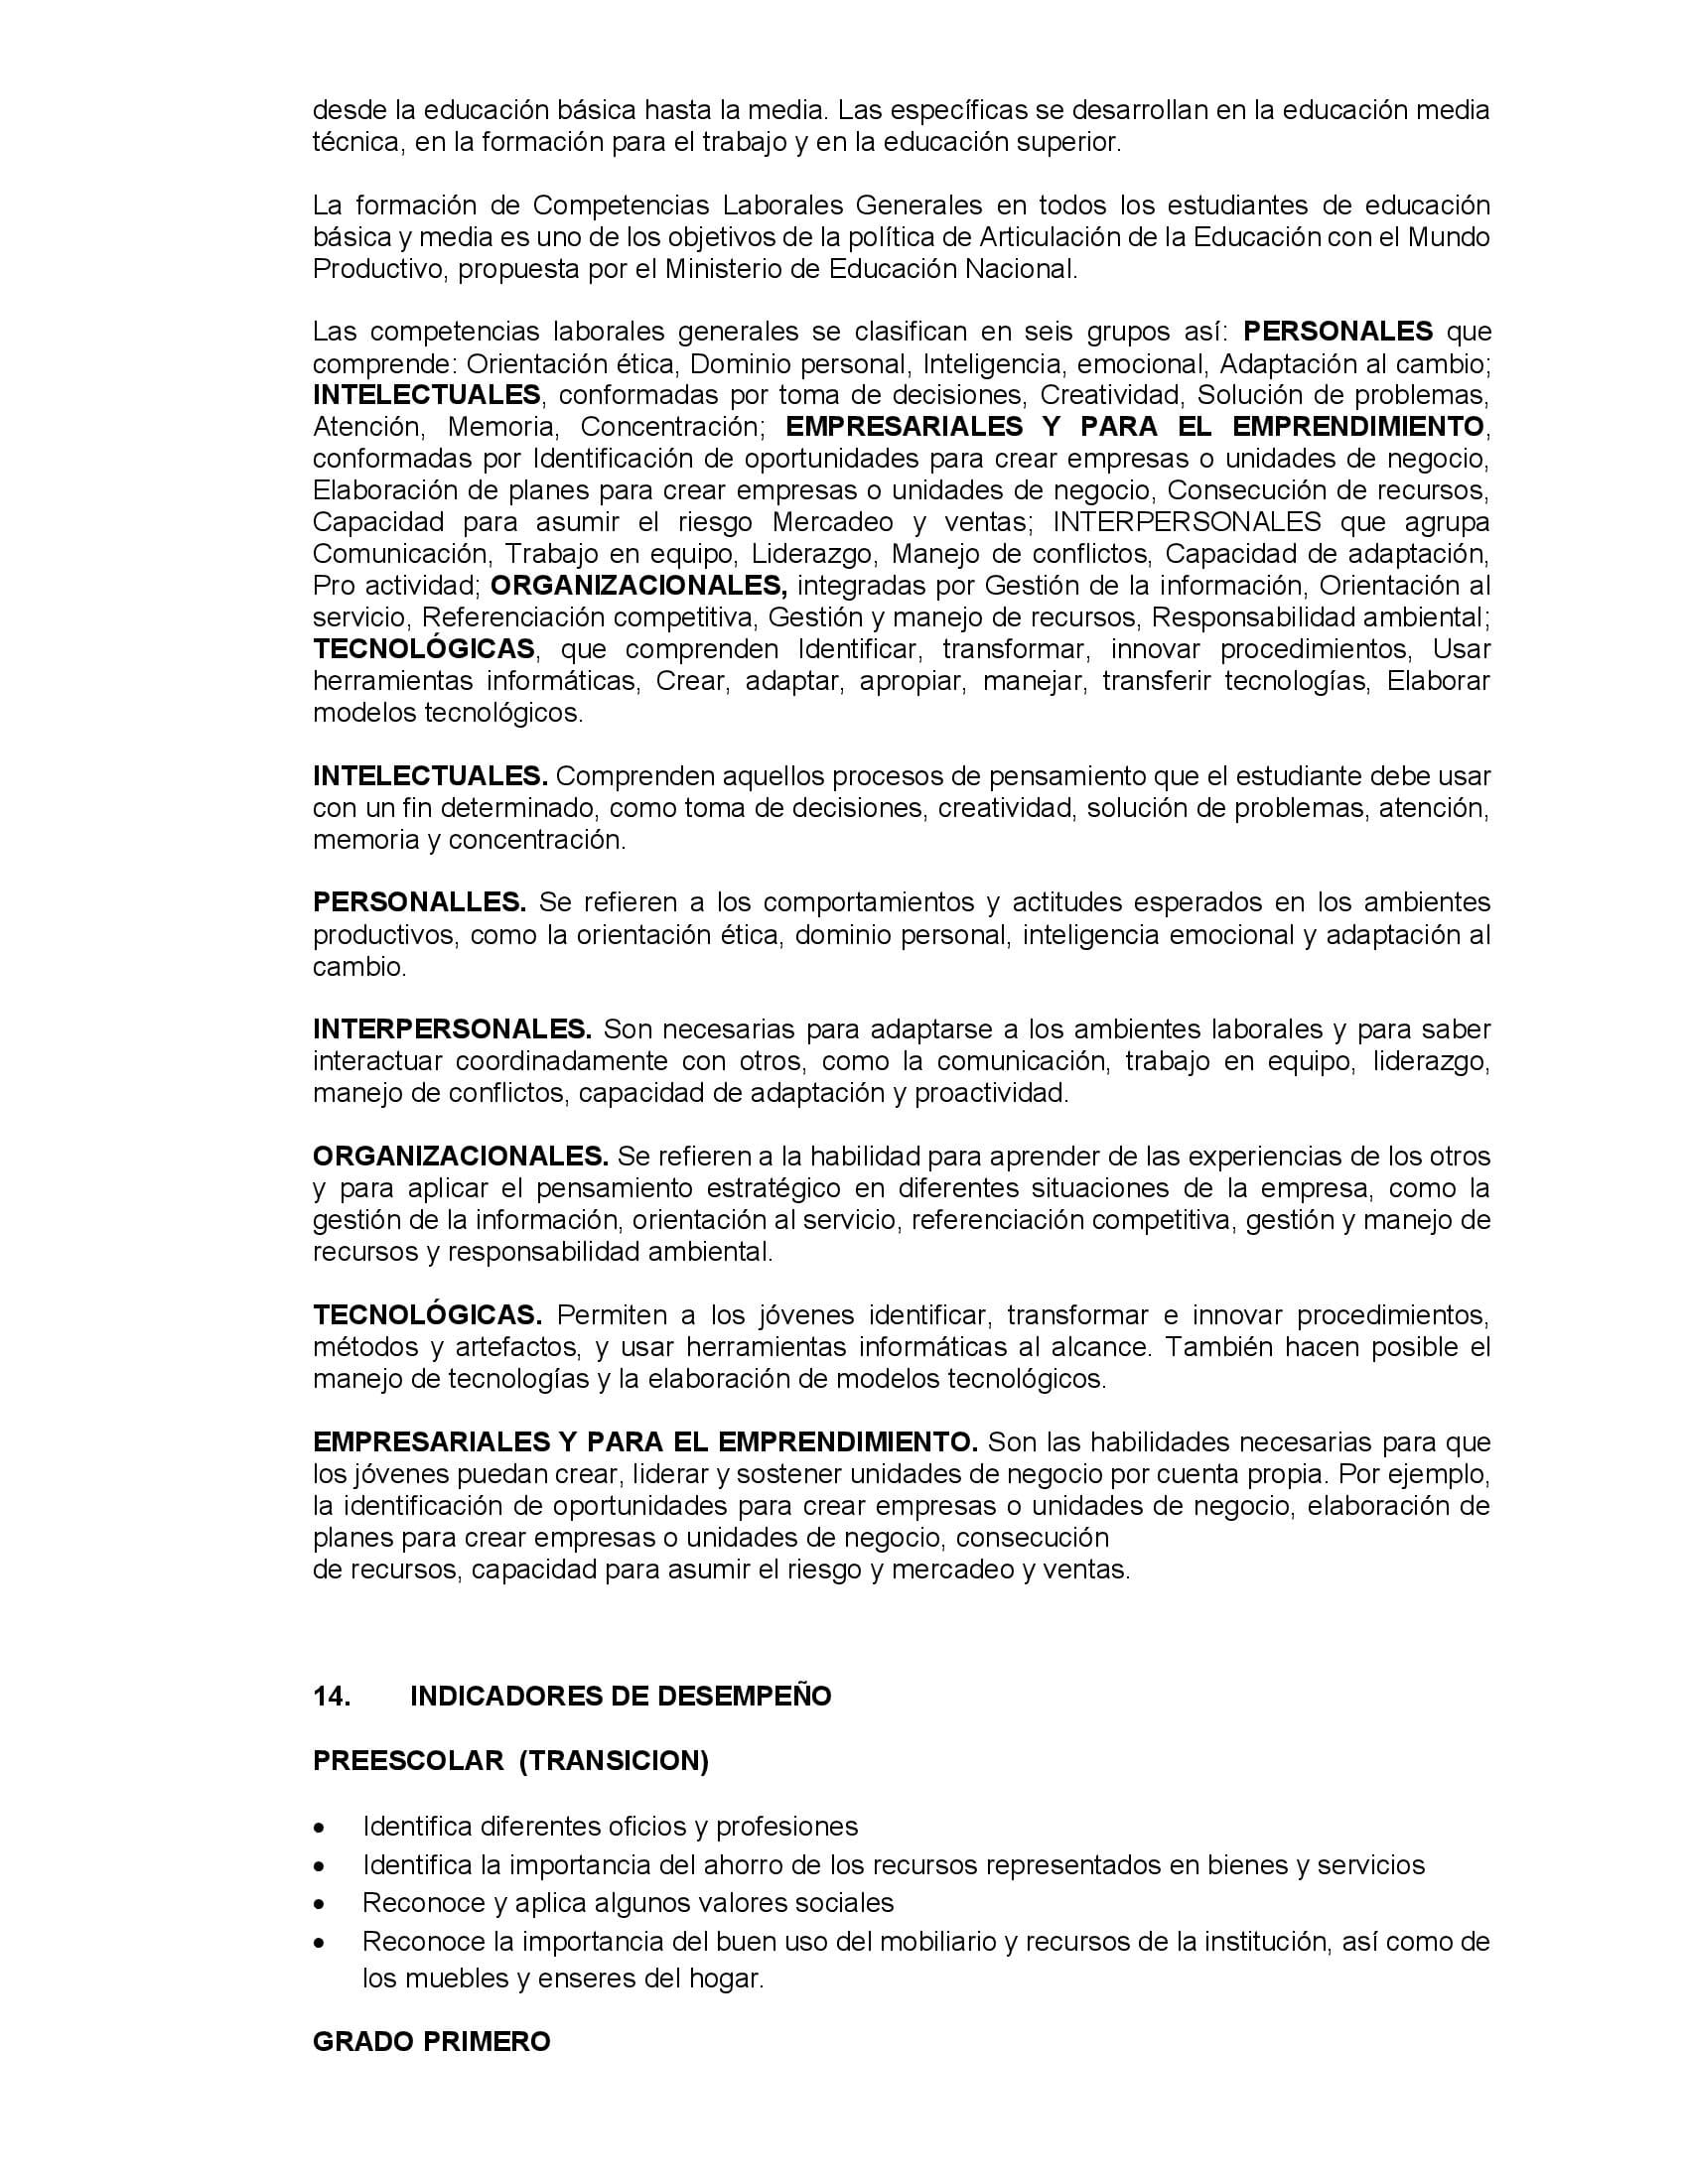 desde la educación básica hasta la media. Las específicas se desarrollan en la educación media
técnica, en la formación para el trabajo y en la educación superior.
La formación de Competencias Laborales Generales en todos los estudiantes de educación
básica y media es uno de los objetivos de la política de Articulación de la Educación con el Mundo
Productivo, propuesta por el Ministerio de Educación Nacional.
Las competencias laborales generales se clasifican en seis grupos así: PERSONALES que
comprende: Orientación ética, Dominio personal, Inteligencia, emocional, Adaptación al cambio;
INTELECTUALES, conformadas por toma de decisiones, Creatividad, Solución de problemas,
Atención, Memoria, Concentración; EMPRESARIALES Y PARA EL EMPRENDIMIENTO,
conformadas por Identificación de oportunidades para crear empresas o unidades de negocio,
Elaboración de planes para crear empresas o unidades de negocio, Consecución de recursos,
Capacidad para asumir el riesgo Mercadeo y ventas; INTERPERSONALES que agrupa
Comunicación, Trabajo en equipo, Liderazgo, Manejo de conflictos, Capacidad de adaptación,
Pro actividad; ORGANIZACIONALES, integradas por Gestión de la información, Orientación al
servicio, Referenciación competitiva, Gestión y manejo de recursos, Responsabilidad ambiental;
TECNOLÓGICAS, que comprenden Identificar, transformar, innovar procedimientos, Usar
herramientas informáticas, Crear, adaptar, apropiar, manejar, transferir tecnologías, Elaborar
modelos tecnológicos.
INTELECTUALES. Comprenden aquellos procesos de pensamiento que el estudiante debe usar
con un fin determinado, como toma de decisiones, creatividad, solución de problemas, atención,
memoria y concentración.
PERSONALLES. Se refieren a los comportamientos y actitudes esperados en los ambientes
productivos, como la orientación ética, dominio personal, inteligencia emocional y adaptación al
cambio.
INTERPERSONALES. Son necesarias para adaptarse a los ambientes laborales y para saber
interactuar coordinadamente con otros, como la comunicación, trabajo en equipo, liderazgo,
manejo de conflictos, capacidad de adaptación y proactividad.
ORGANIZACIONALES. Se refieren a la habilidad para aprender de las experiencias de los otros
y para aplicar el pensamiento estratégico en diferentes situaciones de la empresa, como la
gestión de la información, orientación al servicio, referenciación competitiva, gestión y manejo de
recursos y responsabilidad ambiental.
TECNOLÓGICAS. Permiten a los jóvenes identificar, transformar e innovar procedimientos,
métodos y artefactos, y usar herramientas informáticas al alcance. También hacen posible el
manejo de tecnologías y la elaboración de modelos tecnológicos.
EMPRESARIALES Y PARA EL EMPRENDIMIENTO. Son las habilidades necesarias para que
los jóvenes puedan crear, liderar y sostener unidades de negocio por cuenta propia. Por ejemplo,
la identificación de oportunidades para crear empresas o unidades de negocio, elaboración de
planes para crear empresas o unidades de negocio, consecución
de recursos, capacidad para asumir el riesgo y mercadeo y ventas.
14. INDICADORES DE DESEMPEÑO
PREESCOLAR (TRANSICION)
• Identifica diferentes oficios y profesiones
• Identifica la importancia del ahorro de los recursos representados en bienes y servicios
• Reconoce y aplica algunos valores sociales
• Reconoce la importancia del buen uso del mobiliario y recursos de la institución, así como de
los muebles y enseres del hogar.
GRADO PRIMERO